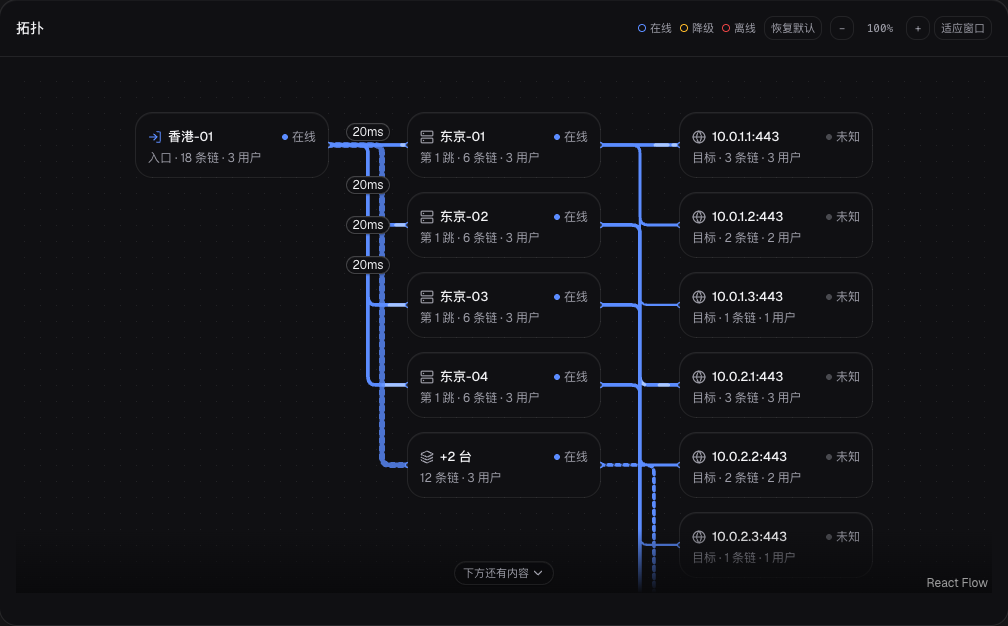 拓扑
在线 降级 离线 恢复默认 - 100% + 适应窗口
香港-01 在线
入口 · 18 条链 · 3 用户
20ms
20ms
20ms
20ms
东京-01 在线
第 1 跳 · 6 条链 · 3 用户
东京-02 在线
第 1 跳 · 6 条链 · 3 用户
东京-03 在线
第 1 跳 · 6 条链 · 3 用户
东京-04 在线
第 1 跳 · 6 条链 · 3 用户
+2 台 在线
12 条链 · 3 用户
10.0.1.1:443 未知
目标 · 3 条链 · 3 用户
10.0.1.2:443 未知
目标 · 2 条链 · 2 用户
10.0.1.3:443 未知
目标 · 1 条链 · 1 用户
10.0.2.1:443 未知
目标 · 3 条链 · 3 用户
10.0.2.2:443 未知
目标 · 2 条链 · 2 用户
10.0.2.3:443 未知
目标 · 1 条链 · 1 用户
下方还有内容
React Flow